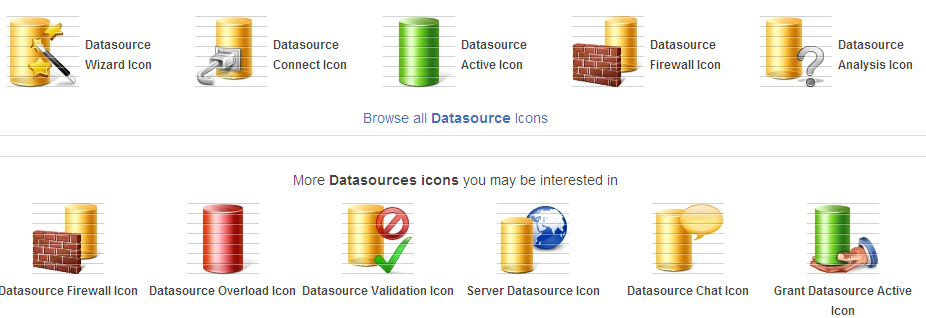 Datasource
Wizard Icon
Datasource
Connect Icon
Datasource
Active Icon
Datasource
Firewall Icon
Datasource
Analysis Icon
Browse all Datasource Icons
More Datasources icons you may be interested in
Datasource Firewall Icon
Datasource Overload Icon
Datasource Validation Icon
Server Datasource Icon
Datasource Chat Icon
Grant Datasource Active
Icon